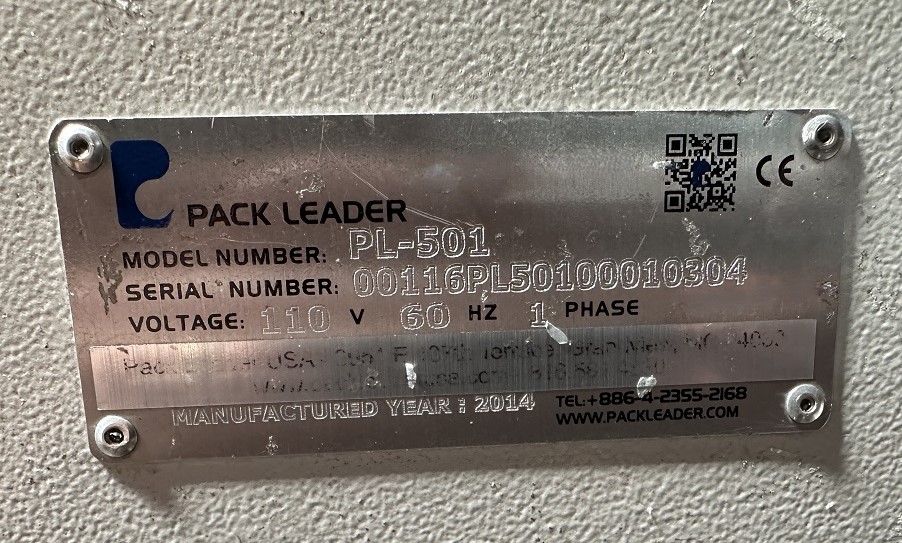 PACK LEADER
CE
MODEL NUMBER: PL-501
SERIAL NUMBER: 00116PL50100010304
VOLTAGE: 110 V 60 HZ 1 PHASE
MANUFACTURED YEAR : 2014
TEL:+886-4-2355-2168
WWW.PACKLEADER.COM